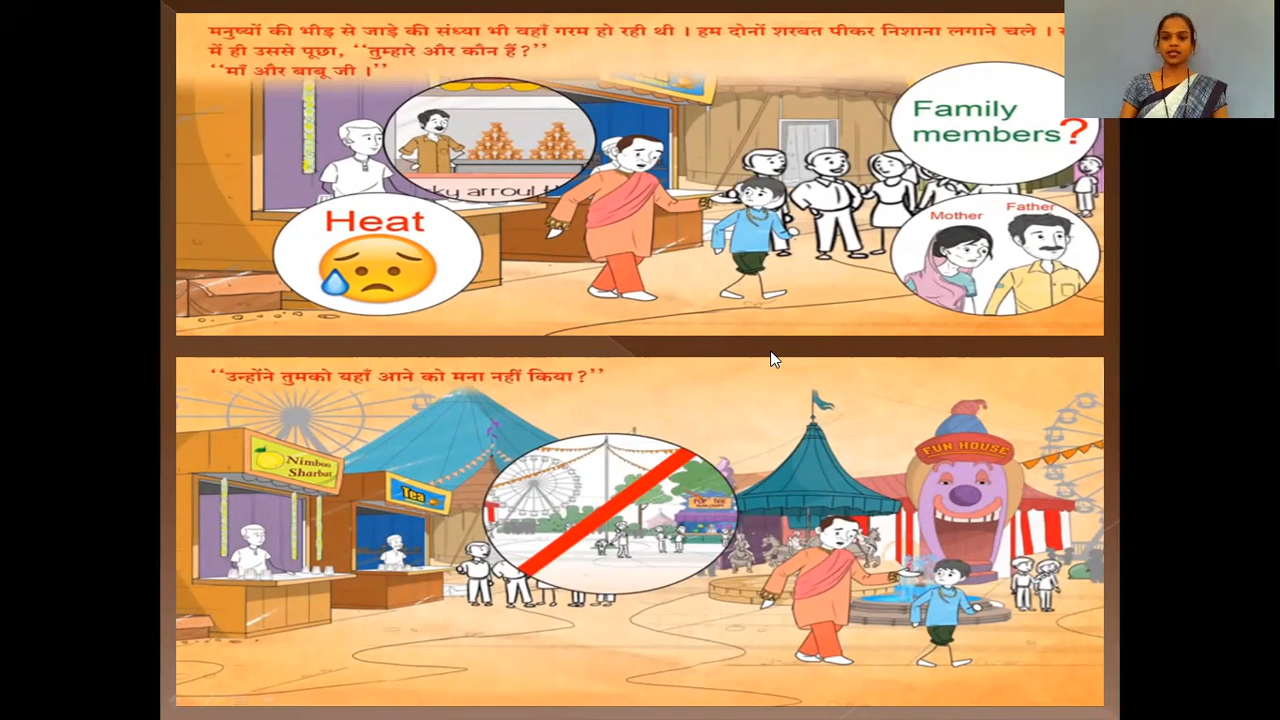 मनुष्यों की भीड़ से जाड़े की संध्या भी वहाँ गरम हो रही थी । हम दोनों शरबत पीकर निशाना लगाने चले ।
में ही उससे पूछा, ‘‘तुम्हारे और कौन हैं ?’’
‘‘माँ और बाबू जी ।’’
Family
members?
Heat
Mother
Father
‘‘उन्होंने तुमको यहाँ आने को मना नहीं किया ?’’
Nimboo
Sharbat
Tea
FUN HOUSE